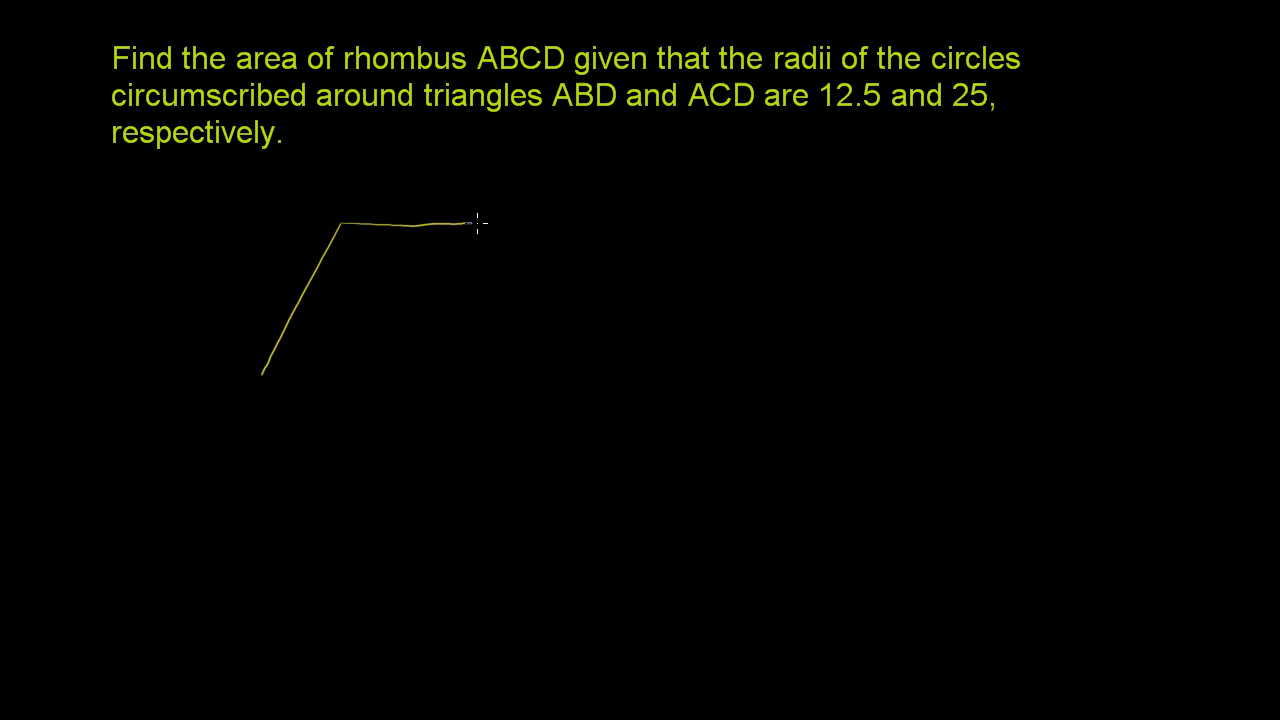 Find the area of rhombus ABCD given that the radii of the circles
circumscribed around triangles ABD and ACD are 12.5 and 25,
respectively.